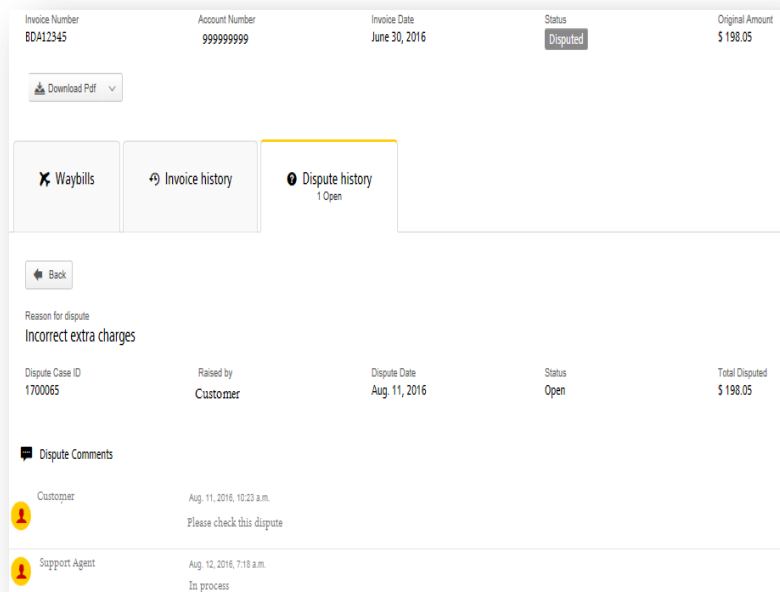 Invoice Number Account Number Invoice Date Status Original Amount
BDA12345 999999999 June 30, 2016 Disputed $ 198.05
Download Pdf
Waybills Invoice history Dispute history
1 Open
Back
Reason for dispute
Incorrect extra charges
Dispute Case ID Raised by Dispute Date Status Total Disputed
1700065 Customer Aug. 11, 2016 Open $ 198.05
Dispute Comments
Customer Aug. 11, 2016, 10:23 a.m.
Please check this dispute
Support Agent Aug. 12, 2016, 7:18 a.m.
In process